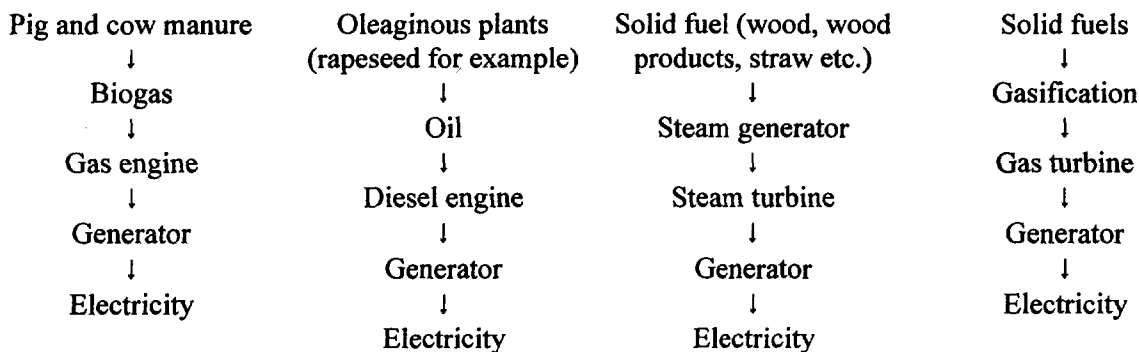 Pig and cow manure
↓
Biogas
↓
Gas engine
↓
Generator
↓
Electricity
Oleaginous plants
(rapeseed for example)
↓
Oil
↓
Diesel engine
↓
Generator
↓
Electricity
Solid fuel (wood, wood
products, straw etc.)
↓
Steam generator
↓
Steam turbine
↓
Generator
↓
Electricity
Solid fuels
↓
Gasification
↓
Gas turbine
↓
Generator
↓
Electricity